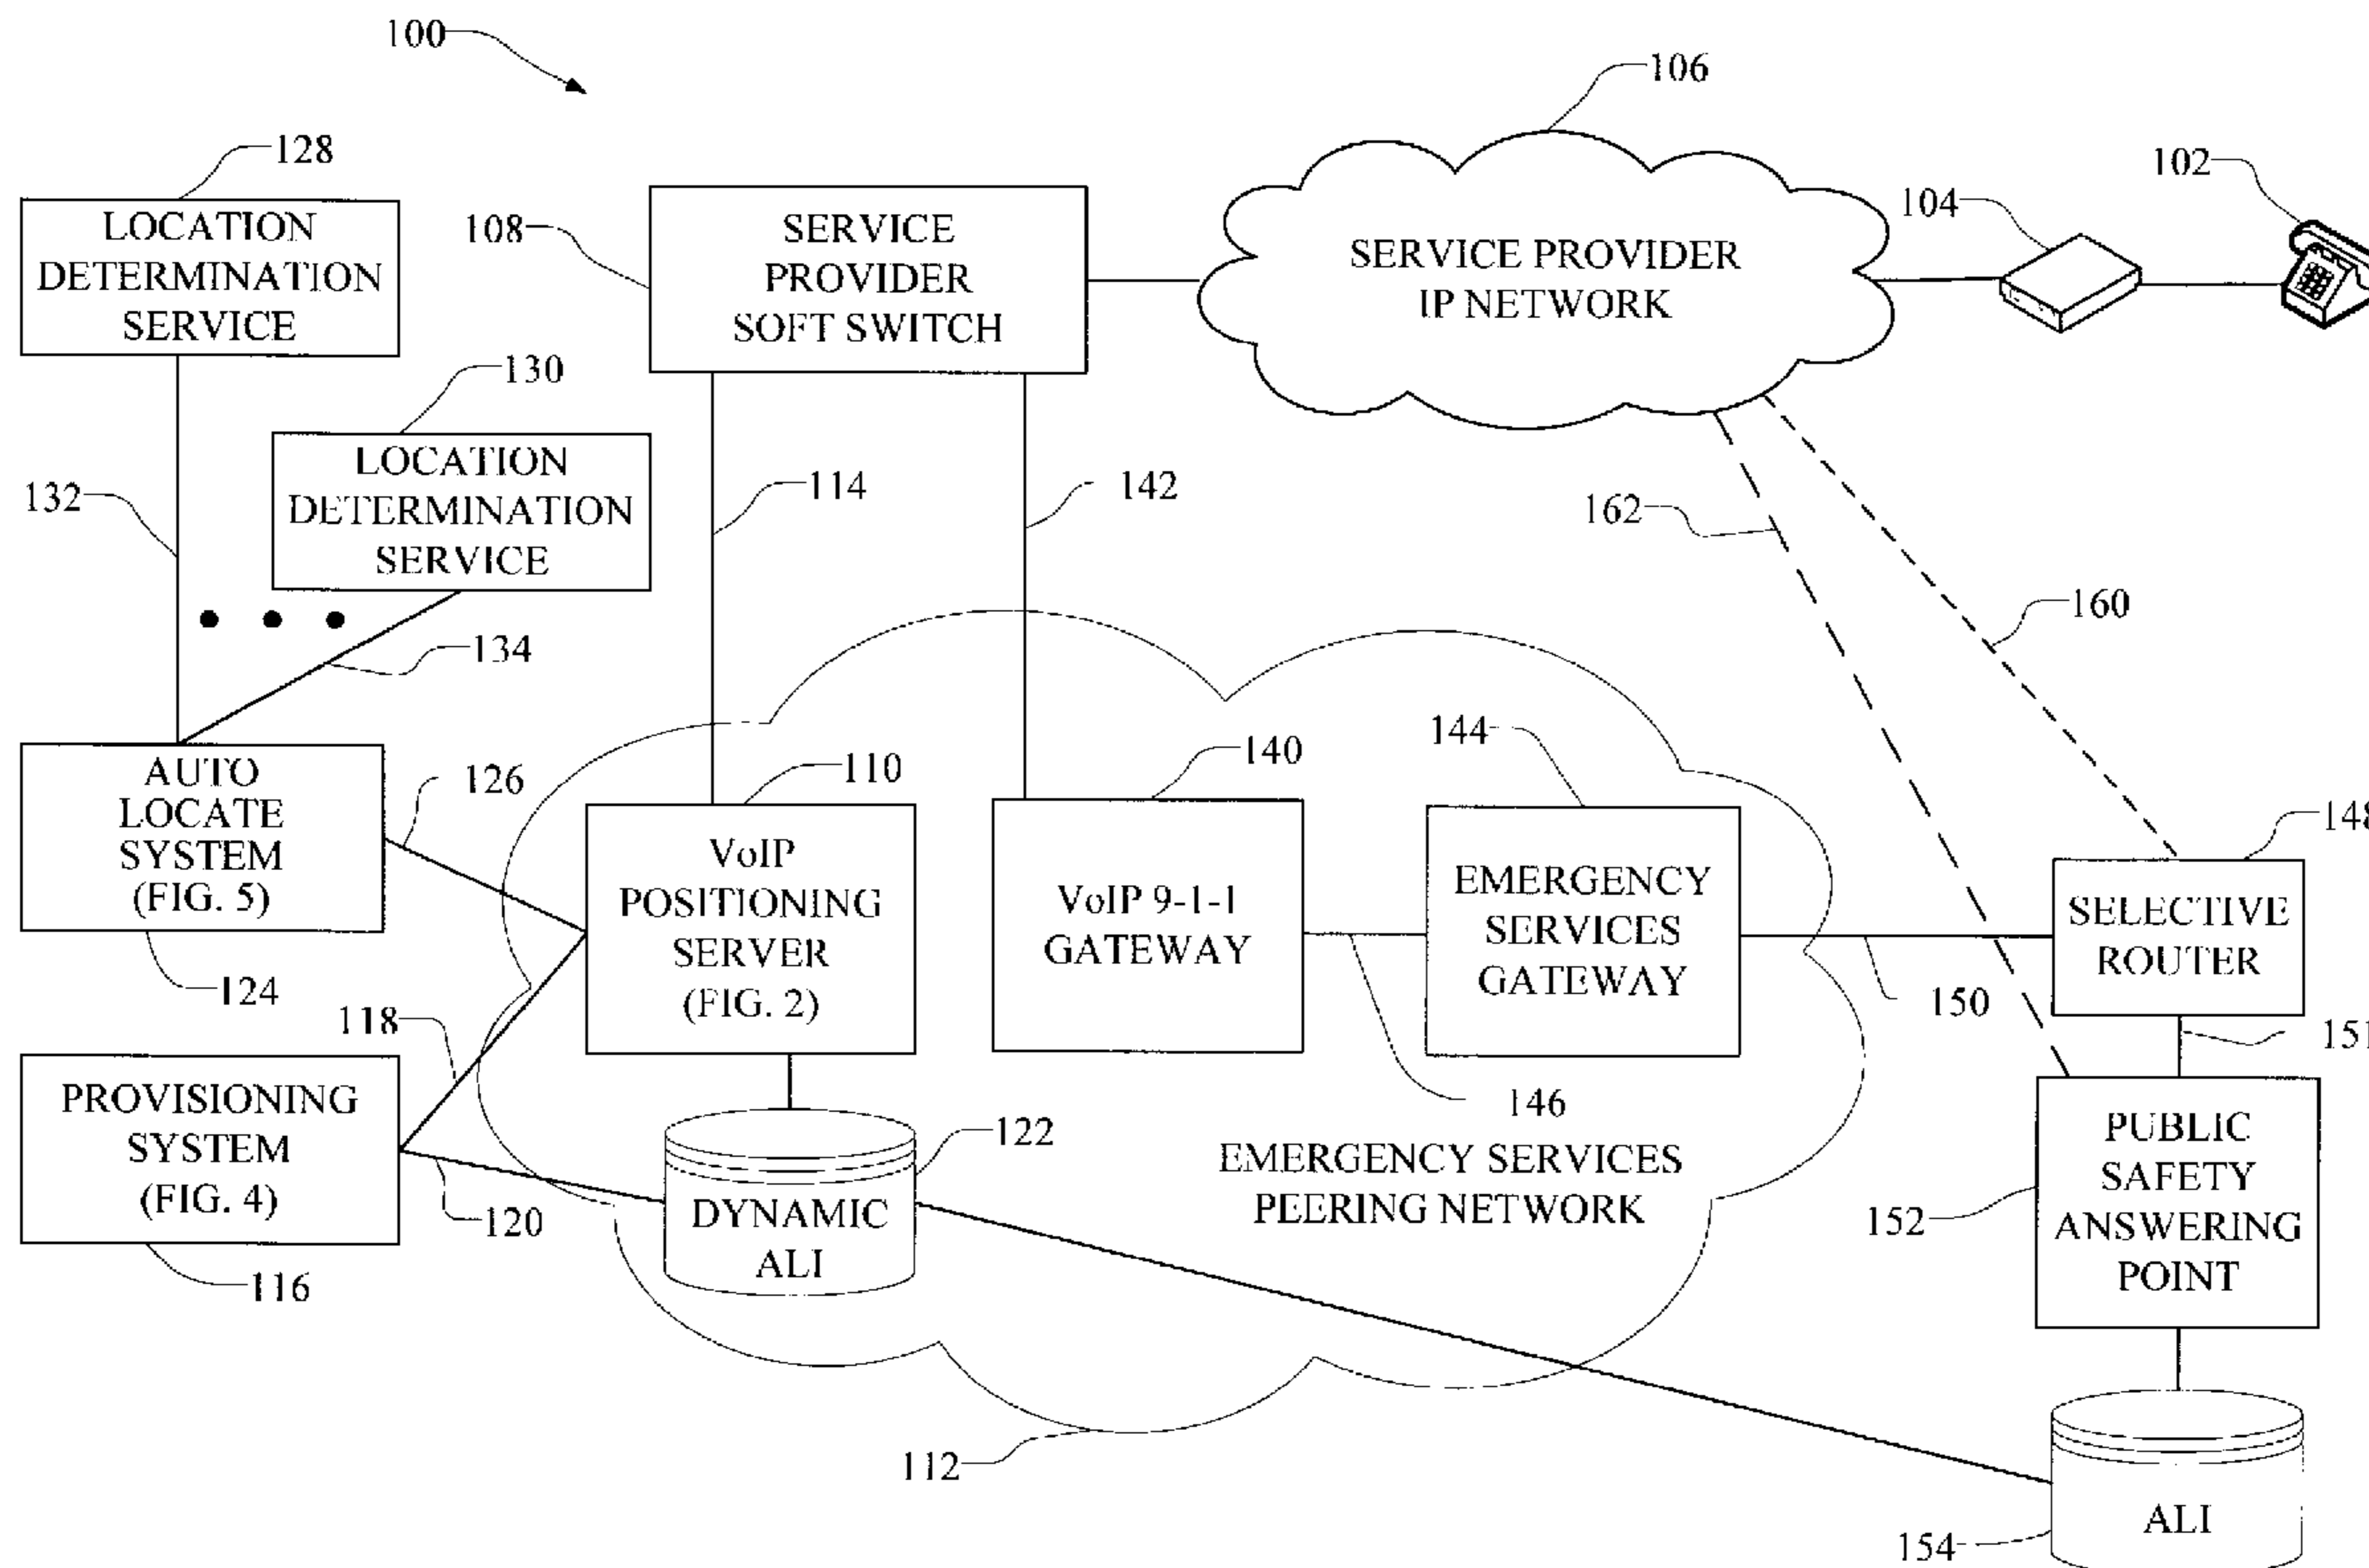 100
106
128
102
LOCATION
DETERMINATION
SERVICE
108
SERVICE
PROVIDER
SOFT SWITCH
SERVICE PROVIDER
IP NETWORK
104
130
LOCATION
DETERMINATION
SERVICE
132
114
142
162
160
134
144
140
110
126
148
AUTO
LOCATE
SYSTEM
(FIG. 5)
VoIP
POSITIONING
SERVER
(FIG. 2)
VoIP 9-1-1
GATEWAY
EMERGENCY
SERVICES
GATEWAY
SELECTIVE
ROUTER
124
118
150
151
146
PROVISIONING
SYSTEM
(FIG. 4)
122
EMERGENCY SERVICES
PEERING NETWORK
PUBLIC
SAFETY
ANSWERING
POINT
152
120
DYNAMIC
ALI
116
112
ALI
154